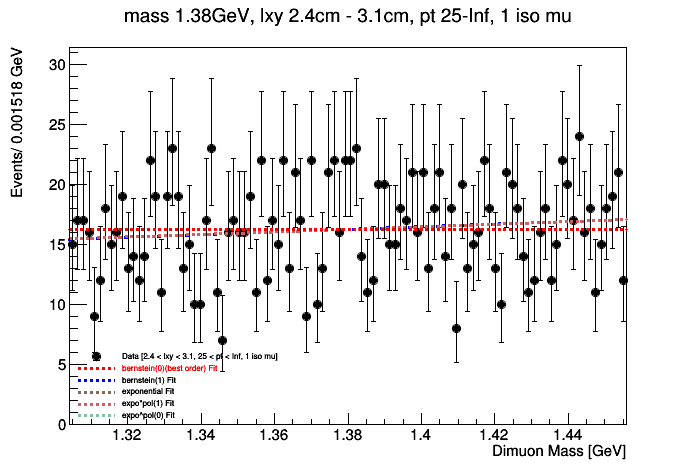 mass 1.38GeV, lxy 2.4cm - 3.1cm, pt 25-Inf, 1 iso mu
Events/ 0.001518 GeV
30
25
20
15
10
5
0
Data [2.4 < lxy < 3.1, 25 < pt < Inf, 1 iso mu]
bernstein(0)(best order) Fit
bernstein(1) Fit
exponential Fit
expo*pol(1) Fit
expo*pol(0) Fit
1.32 1.34 1.36 1.38 1.4 1.42 1.44
Dimuon Mass [GeV]